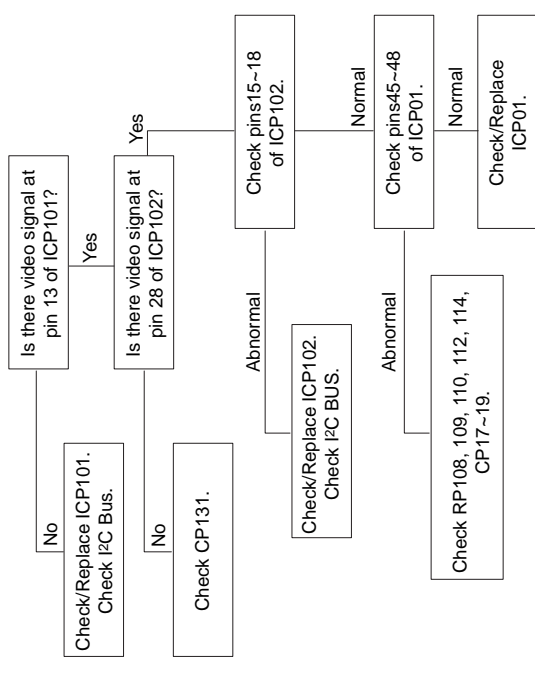 Is there video signal at
pin 13 of ICP101?
No
Check/Replace ICP101.
Check I²C Bus.
Yes
Is there video signal at
pin 28 of ICP102?
No
Check CP131.
Yes
Check pins15~18
of ICP102.
Abnormal
Check/Replace ICP102.
Check I²C BUS.
Normal
Check pins45~48
of ICP01.
Abnormal
Check RP108, 109, 110, 112, 114,
CP17~19.
Normal
Check/Replace
ICP01.